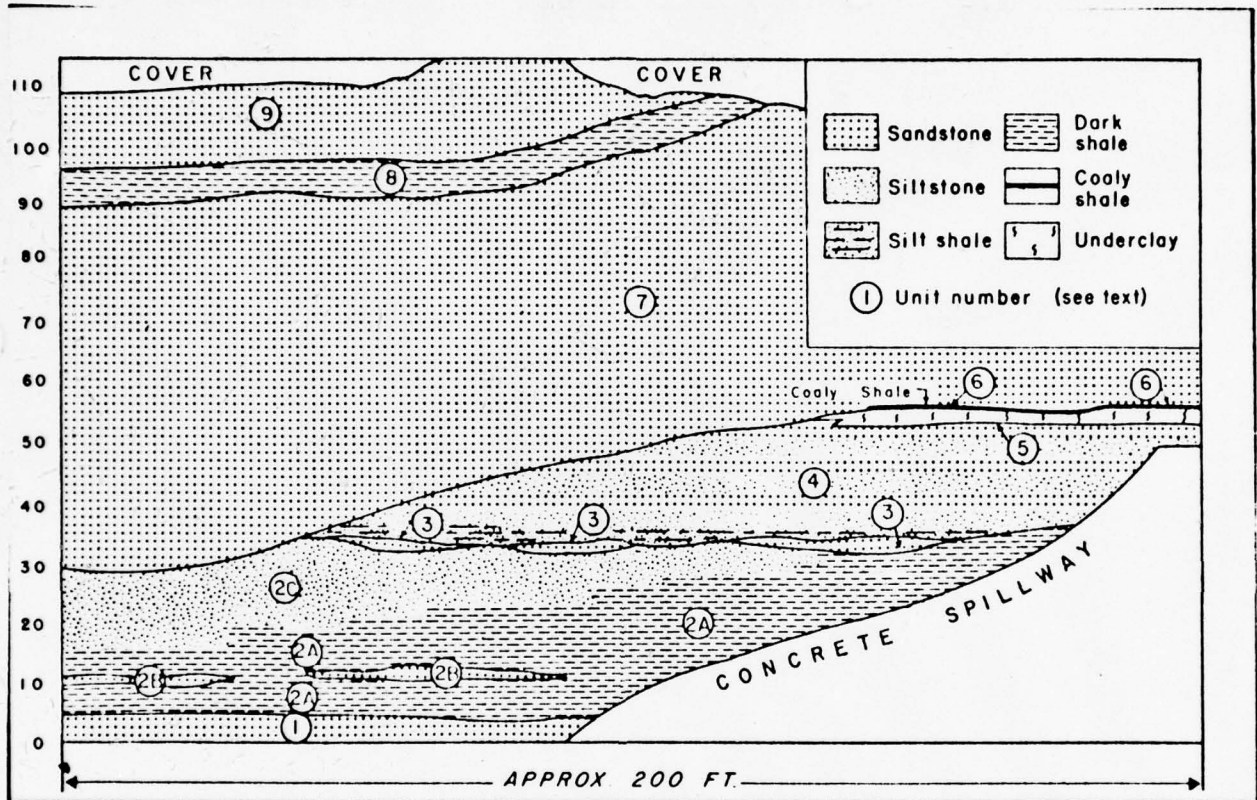 COVER
COVER
110
100
90
80
70
60
50
40
30
20
10
0
9
8
7
6
6
5
4
3
3
3
2C
2A
2A
2B
2B
2A
1
Sandstone
Dark shale
Siltstone
Coaly shale
Silt shale
Underclay
1 Unit number (see text)
Coaly Shale
CONCRETE SPILLWAY
APPROX 200 FT.